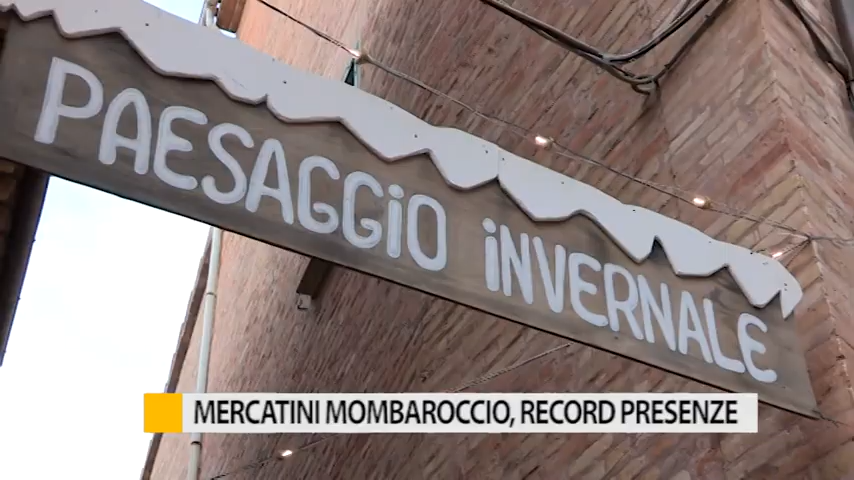 PAESAGGiO iNVERNALE
MERCATINI MOMBAROCCIO, RECORD PRESENZE